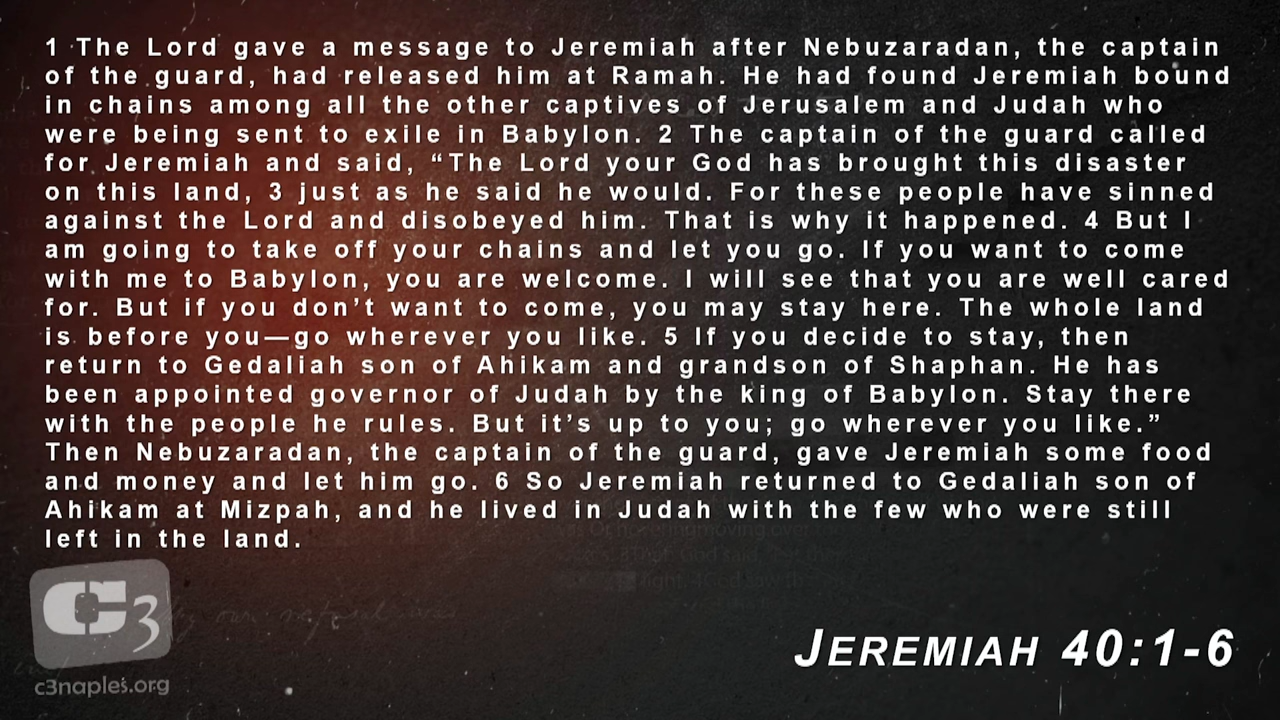 1 The Lord gave a message to Jeremiah after Nebuzaradan, the captain
of the guard, had released him at Ramah. He had found Jeremiah bound
in chains among all the other captives of Jerusalem and Judah who
were being sent to exile in Babylon. 2 The captain of the guard called
for Jeremiah and said, “The Lord your God has brought this disaster
on this land, 3 just as he said he would. For these people have sinned
against the Lord and disobeyed him. That is why it happened. 4 But I
am going to take off your chains and let you go. If you want to come
with me to Babylon, you are welcome. I will see that you are well cared
for. But if you don’t want to come, you may stay here. The whole land
is before you—go wherever you like. 5 If you decide to stay, then
return to Gedaliah son of Ahikam and grandson of Shaphan. He has
been appointed governor of Judah by the king of Babylon. Stay there
with the people he rules. But it’s up to you; go wherever you like.”
Then Nebuzaradan, the captain of the guard, gave Jeremiah some food
and money and let him go. 6 So Jeremiah returned to Gedaliah son of
Ahikam at Mizpah, and he lived in Judah with the few who were still
left in the land.
C3
c3naples.org
JEREMIAH 40:1-6